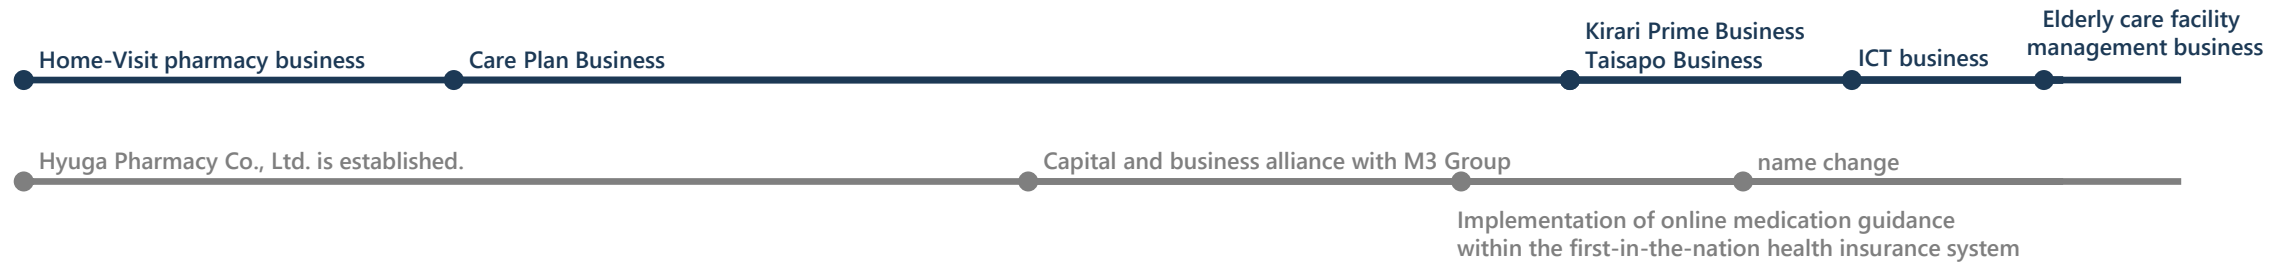 Home-Visit pharmacy business
Care Plan Business
Kirari Prime Business
Taisapo Business
ICT business
Elderly care facility
management business
Hyuga Pharmacy Co., Ltd. is established.
Capital and business alliance with M3 Group
name change
Implementation of online medication guidance
within the first-in-the-nation health insurance system